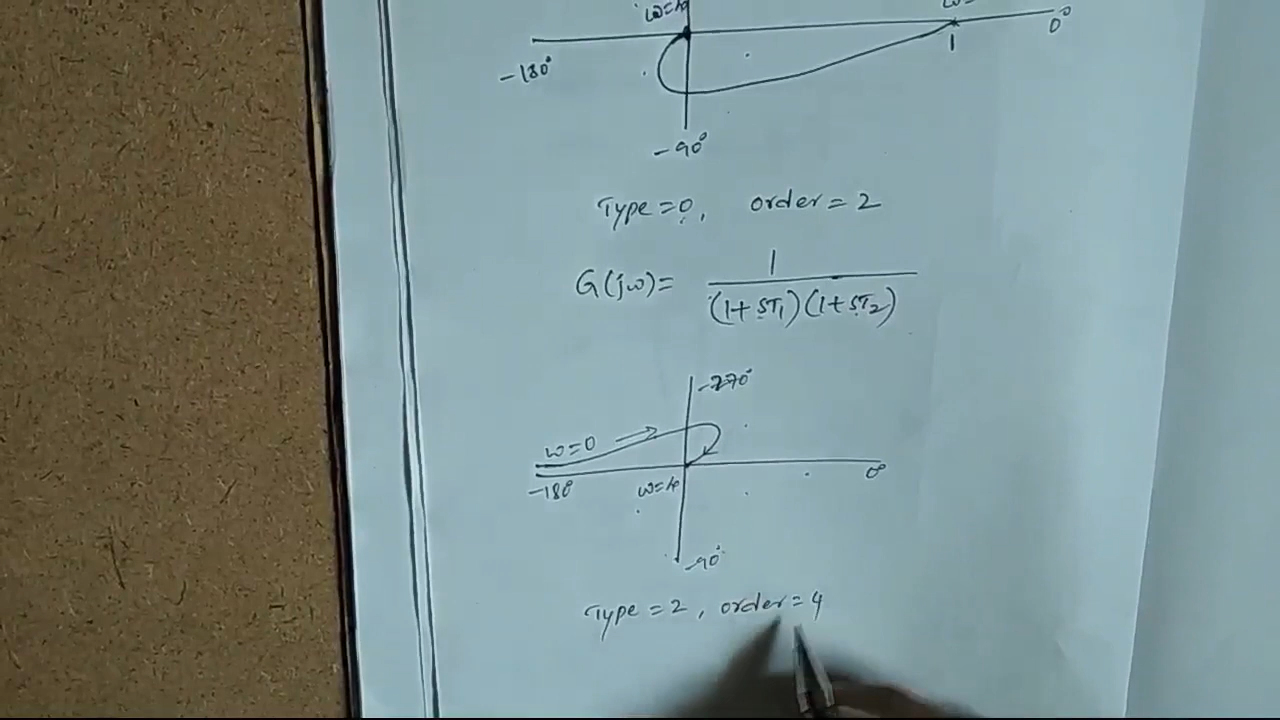 ω=
-180°
1
0°
-90°
Type = 0, order = 2
G(jω) = 1
(1+ST₁)(1+ST₂)
-270°
ω=0
-180°
ω=
0°
-90°
Type = 2, order = 4